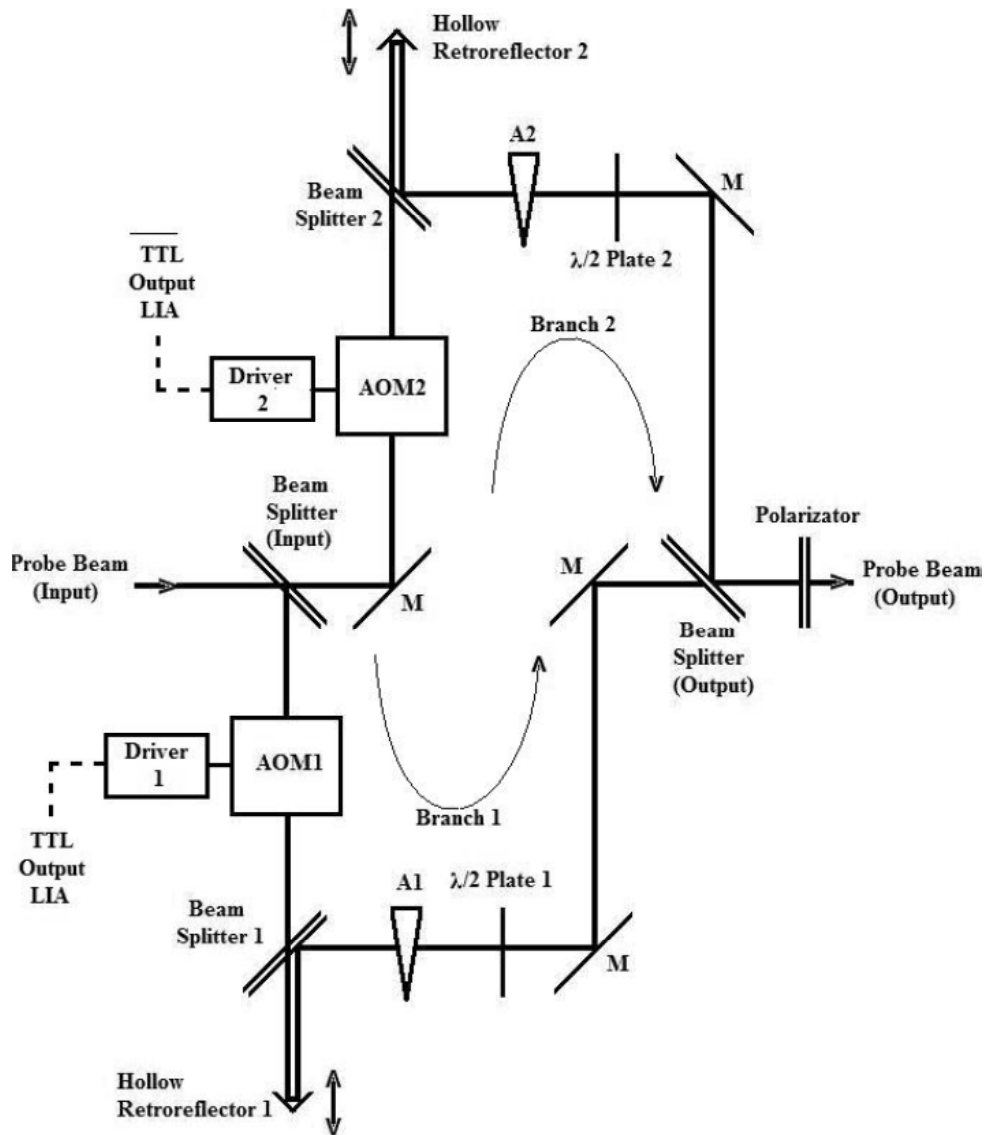 Hollow
Retroreflector 2
A2
M
Beam
Splitter 2
λ/2 Plate 2
TTL
Output
LIA
Branch 2
Driver
2
AOM2
Beam
Splitter
(Input)
Polarizator
Probe Beam
(Input)
M
M
Probe Beam
(Output)
Beam
Splitter
(Output)
Driver
1
AOM1
Branch 1
TTL
Output
LIA
A1
λ/2 Plate 1
Beam
Splitter 1
M
Hollow
Retroreflector 1